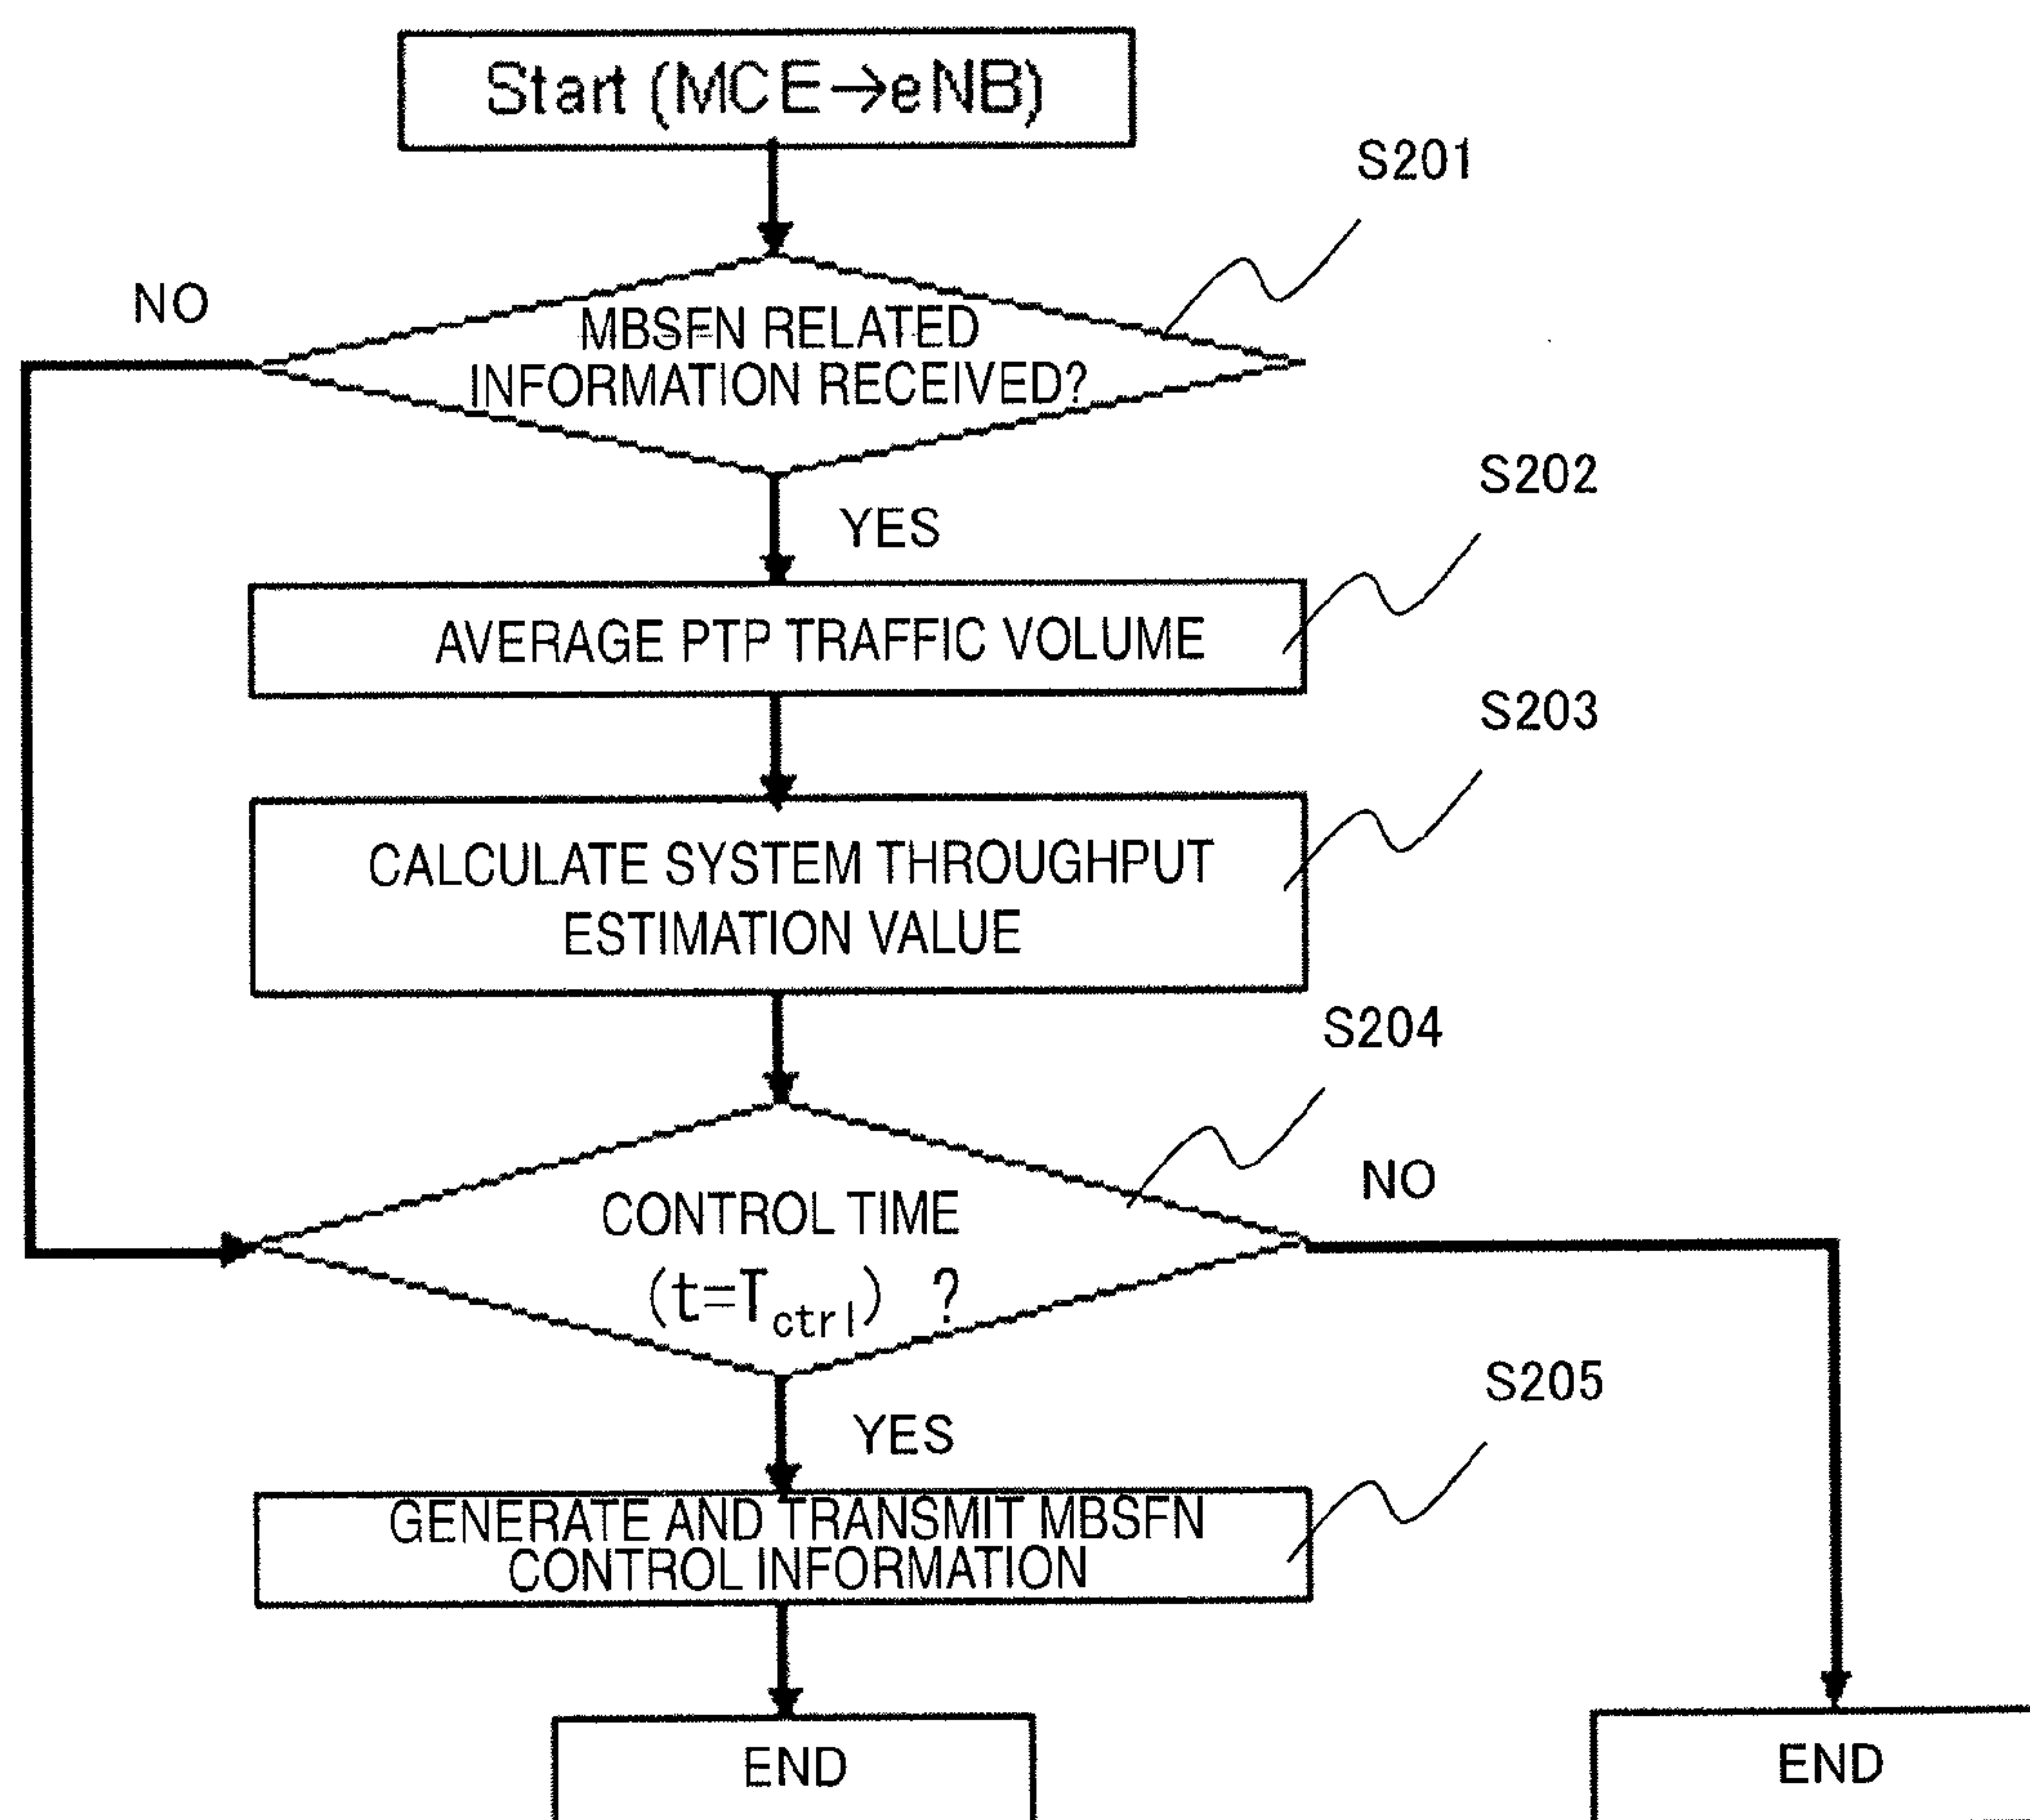 Start (MCE→eNB)
S201
NO
MBSFN RELATED
INFORMATION RECEIVED?
S202
YES
AVERAGE PTP TRAFFIC VOLUME
S203
CALCULATE SYSTEM THROUGHPUT
ESTIMATION VALUE
S204
NO
CONTROL TIME
(t=Tctrl) ?
S205
YES
GENERATE AND TRANSMIT MBSFN
CONTROL INFORMATION
END
END